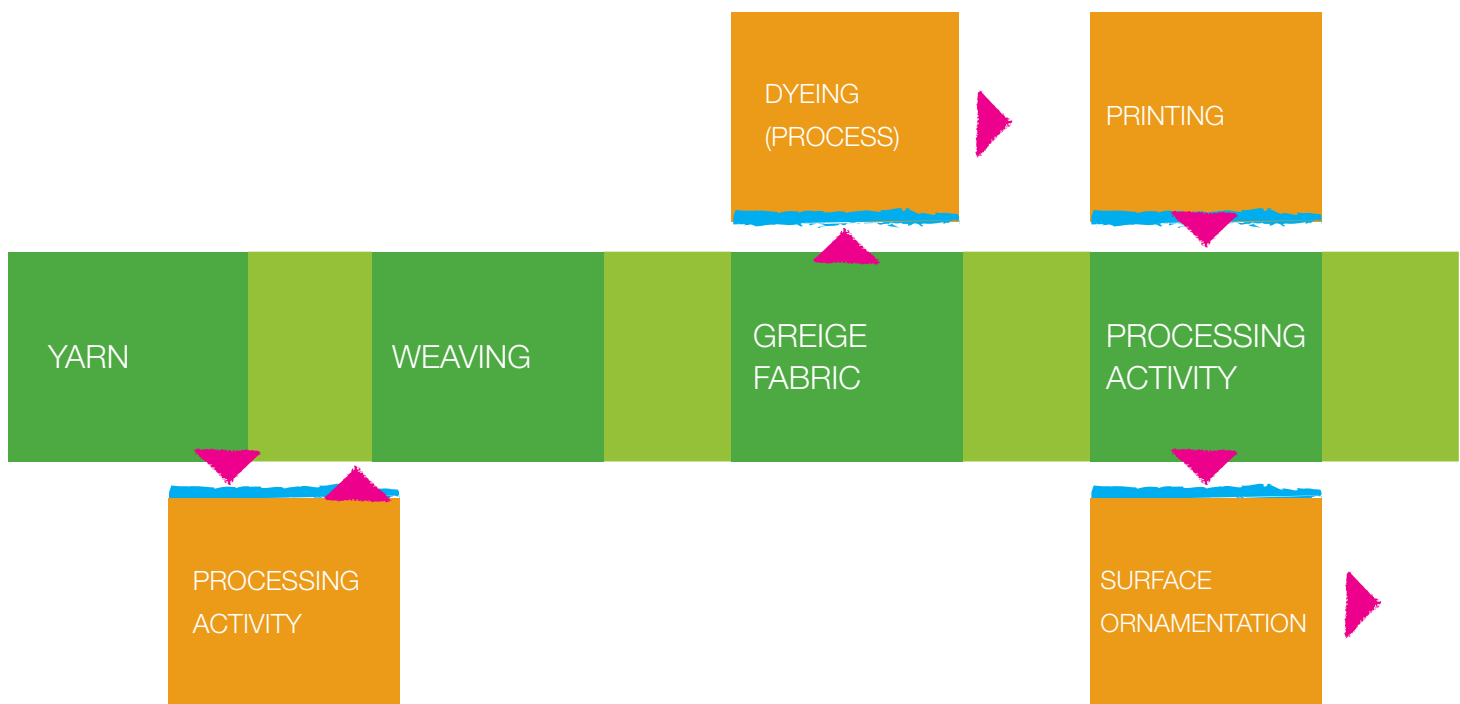 DYEING
(PROCESS)
PRINTING
YARN
WEAVING
GREIGE
FABRIC
PROCESSING
ACTIVITY
PROCESSING
ACTIVITY
SURFACE
ORNAMENTATION